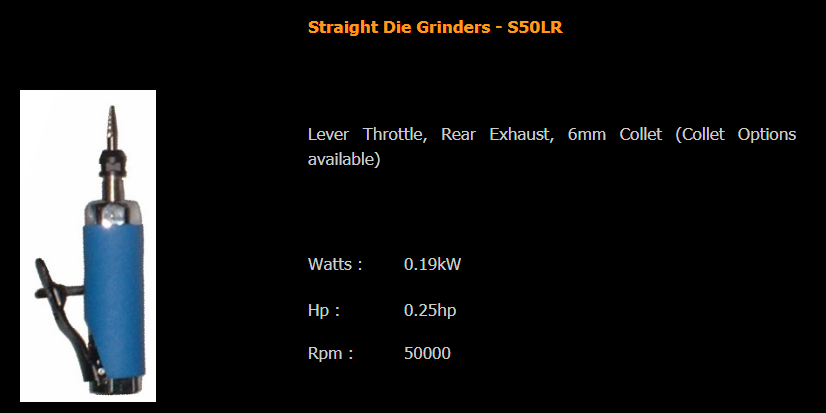 Straight Die Grinders - S50LR
Lever Throttle, Rear Exhaust, 6mm Collet (Collet Options
available)
Watts : 0.19kW
Hp : 0.25hp
Rpm : 50000